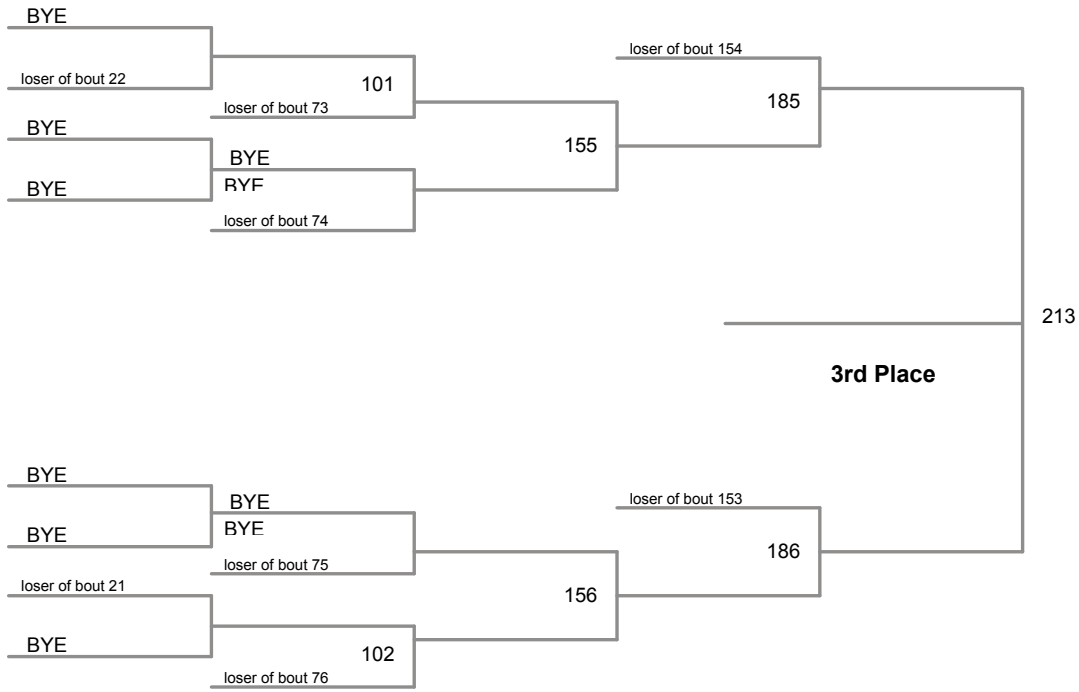 BYE
loser of bout 22
101
loser of bout 73
BYE
BYE
BYE
BYE
loser of bout 74
155
loser of bout 154
185
213
3rd Place
BYE
BYE
BYE
BYE
loser of bout 75
loser of bout 21
BYE
102
loser of bout 76
156
loser of bout 153
186